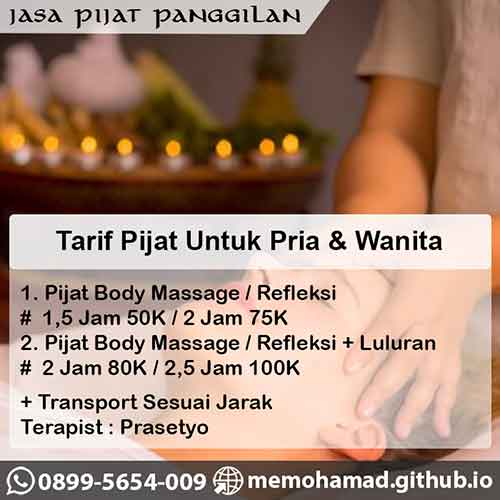 JASA PIJAT PANGGILAN
Tarif Pijat Untuk Pria & Wanita
1. Pijat Body Massage / Refleksi
# 1,5 Jam 50K / 2 Jam 75K
2. Pijat Body Massage / Refleksi + Luluran
# 2 Jam 80K / 2,5 Jam 100K
+ Transport Sesuai Jarak
Terapist : Prasetyo
0899-5654-009 memohamad.github.io